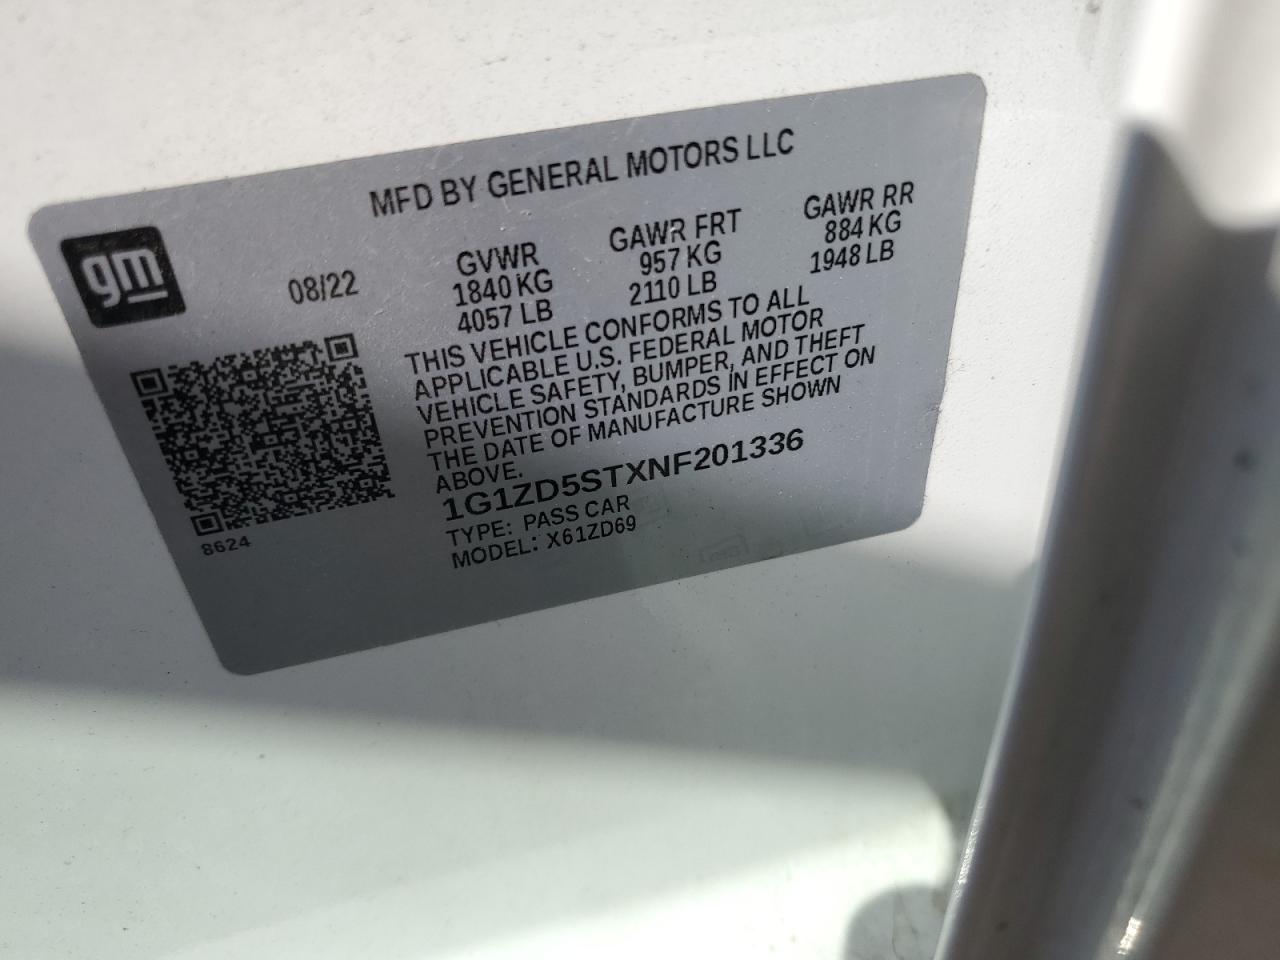 MFD BY GENERAL MOTORS LLC
gm
08/22
GVWR
1840 KG
4057 LB
GAWR FRT
957 KG
2110 LB
GAWR RR
884 KG
1948 LB
THIS VEHICLE CONFORMS TO ALL
APPLICABLE U.S. FEDERAL MOTOR
VEHICLE SAFETY, BUMPER, AND THEFT
PREVENTION STANDARDS IN EFFECT ON
THE DATE OF MANUFACTURE SHOWN
ABOVE.
1G1ZD5STXNF201336
TYPE: PASS CAR
MODEL: X61ZD69
8624